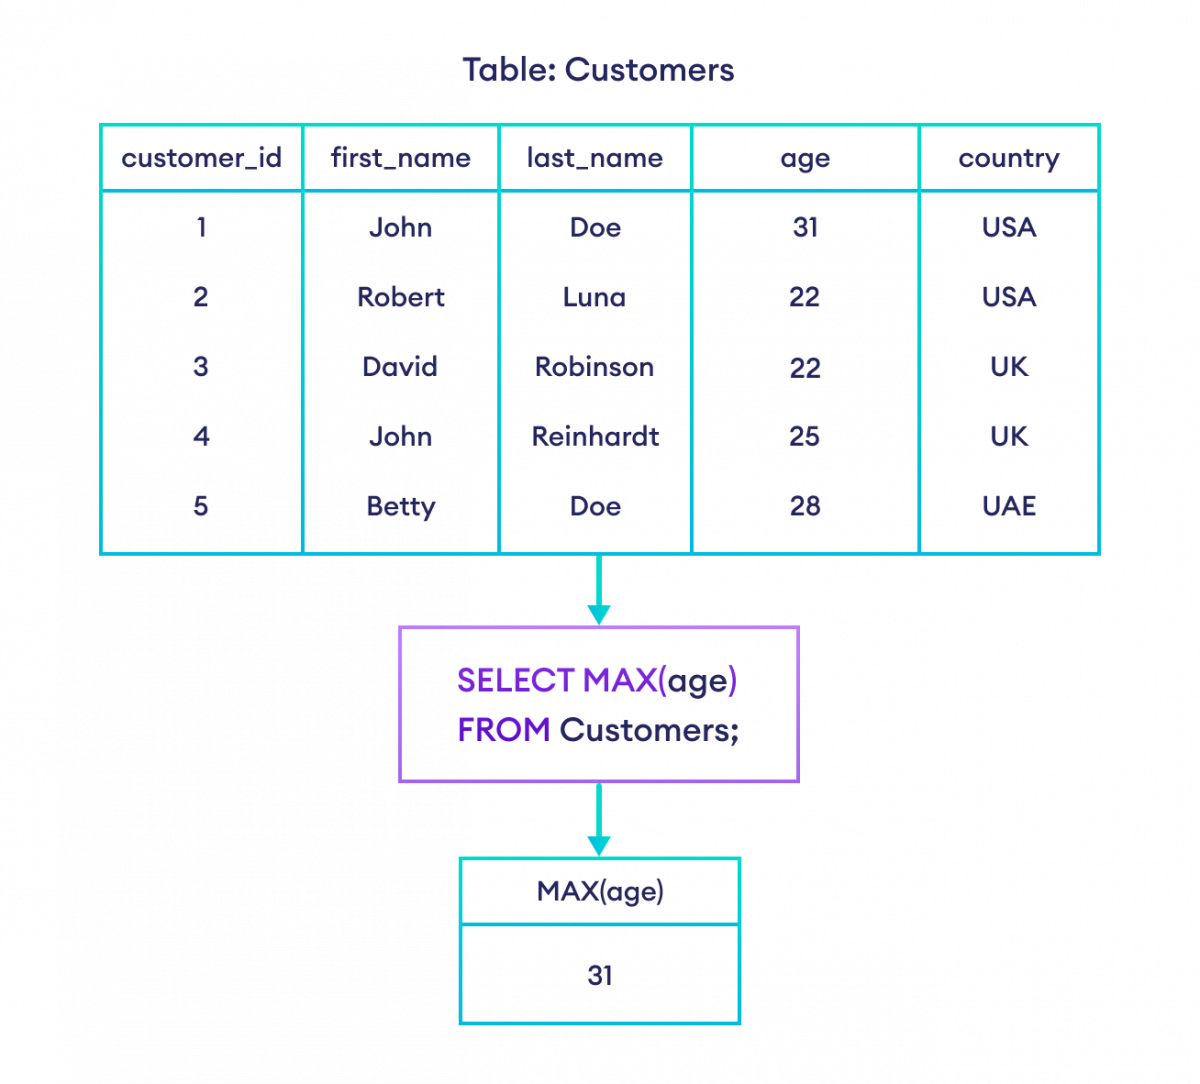 Table: Customers
customer_id first_name last_name age country
1 John Doe 31 USA
2 Robert Luna 22 USA
3 David Robinson 22 UK
4 John Reinhardt 25 UK
5 Betty Doe 28 UAE
SELECT MAX(age)
FROM Customers;
MAX(age)
31